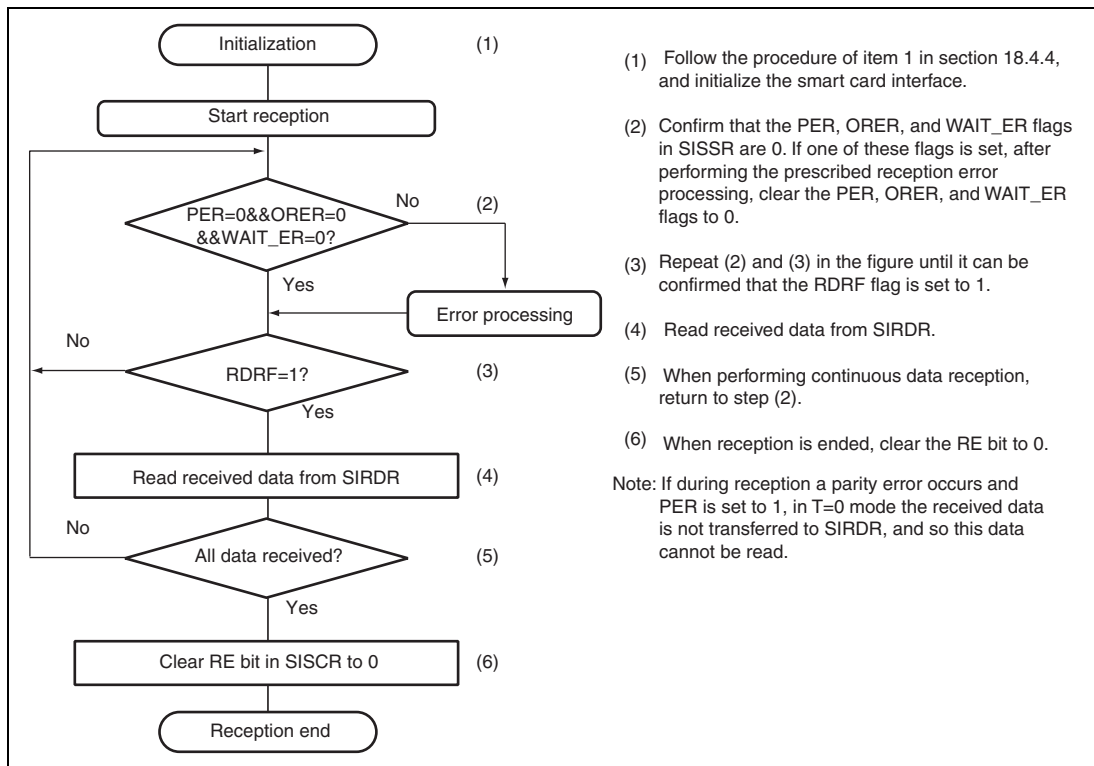 Initialization
(1)
Start reception
PER=0&&ORER=0
&&WAIT_ER=0?
No
(2)
Yes
Error processing
No
RDRF=1?
(3)
Yes
Read received data from SIRDR
(4)
No
All data received?
(5)
Yes
Clear RE bit in SISCR to 0
(6)
Reception end
(1) Follow the procedure of item 1 in section 18.4.4,
and initialize the smart card interface.
(2) Confirm that the PER, ORER, and WAIT_ER flags
in SISSR are 0. If one of these flags is set, after
performing the prescribed reception error
processing, clear the PER, ORER, and WAIT_ER
flags to 0.
(3) Repeat (2) and (3) in the figure until it can be
confirmed that the RDRF flag is set to 1.
(4) Read received data from SIRDR.
(5) When performing continuous data reception,
return to step (2).
(6) When reception is ended, clear the RE bit to 0.
Note: If during reception a parity error occurs and
PER is set to 1, in T=0 mode the received data
is not transferred to SIRDR, and so this data
cannot be read.